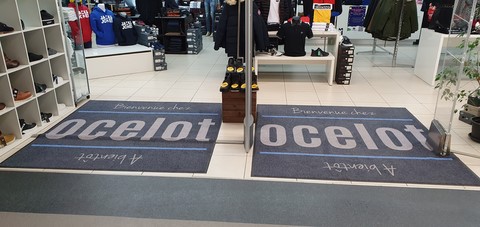 Bienvenue chez
ocelot
A bientôt
Bienvenue chez
ocelot
A bientôt